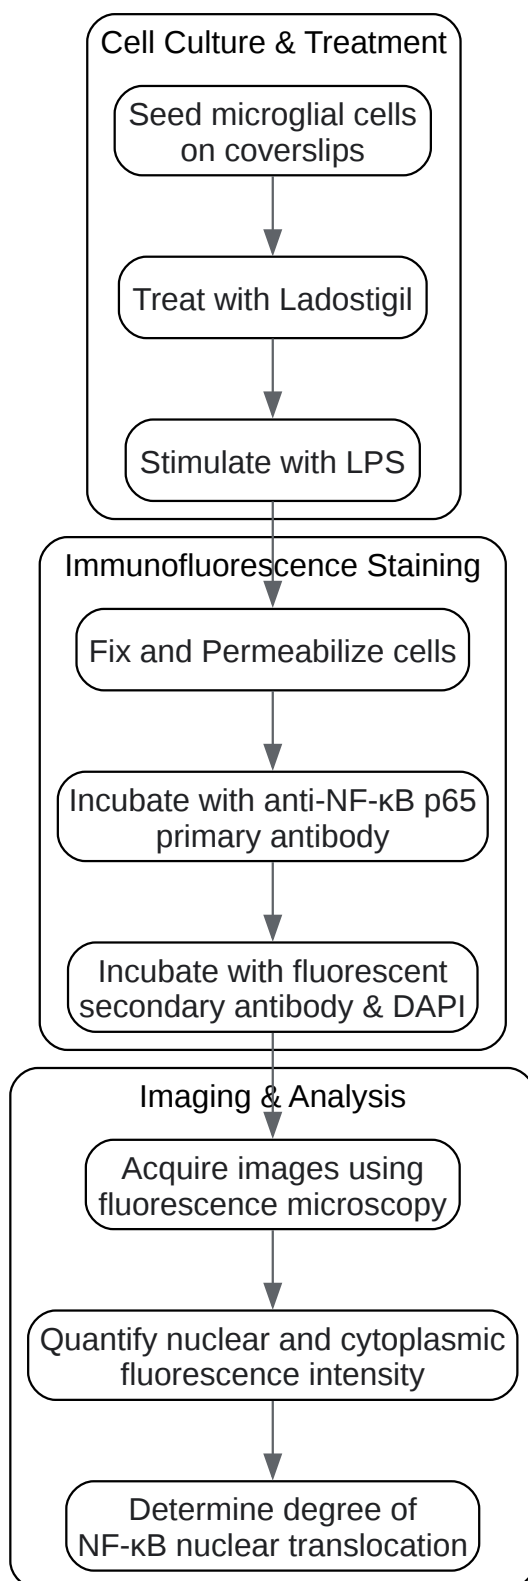 Cell Culture & Treatment
Seed microglial cells
on coverslips
Treat with Ladostigil
Stimulate with LPS
Immunofluorescence Staining
Fix and Permeabilize cells
Incubate with anti-NF-κB p65
primary antibody
Incubate with fluorescent
secondary antibody & DAPI
Imaging & Analysis
Acquire images using
fluorescence microscopy
Quantify nuclear and cytoplasmic
fluorescence intensity
Determine degree of
NF-κB nuclear translocation